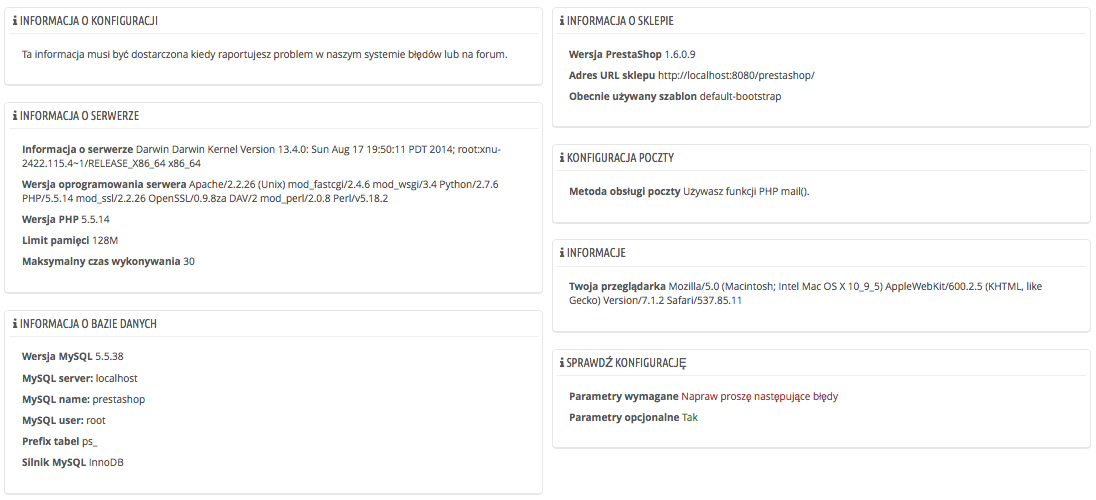 INFORMACJA O KONFIGURACJI
Ta informacja musi być dostarczona kiedy raportujesz problem w naszym systemie błędów lub na forum.
INFORMACJA O SERWERZE
Informacja o serwerze Darwin Darwin Kernel Version 13.4.0: Sun Aug 17 19:50:11 PDT 2014; root:xnu-
2422.115.4~1/RELEASE_X86_64 x86_64
Wersja oprogramowania serwera Apache/2.2.26 (Unix) mod_fastcgi/2.4.6 mod_wsgi/3.4 Python/2.7.6
PHP/5.5.14 mod_ssl/2.2.26 OpenSSL/0.9.8za DAV/2 mod_perl/2.0.8 Perl/v5.18.2
Wersja PHP 5.5.14
Limit pamięci 128M
Maksymalny czas wykonywania 30
INFORMACJA O BAZIE DANYCH
Wersja MySQL 5.5.38
MySQL server: localhost
MySQL name: prestashop
MySQL user: root
Prefix tabel ps_
Silnik MySQL InnoDB
INFORMACJA O SKLEPIE
Wersja PrestaShop 1.6.0.9
Adres URL sklepu http://localhost:8080/prestashop/
Obecnie używany szablon default-bootstrap
KONFIGURACJA POCZTY
Metoda obsługi poczty Używasz funkcji PHP mail().
INFORMACJE
Twoja przeglądarka Mozilla/5.0 (Macintosh; Intel Mac OS X 10_9_5) AppleWebKit/600.2.5 (KHTML, like
Gecko) Version/7.1.2 Safari/537.85.11
SPRAWDŹ KONFIGURACJĘ
Parametry wymagane Napraw proszę następujące błędy
Parametry opcjonalne Tak